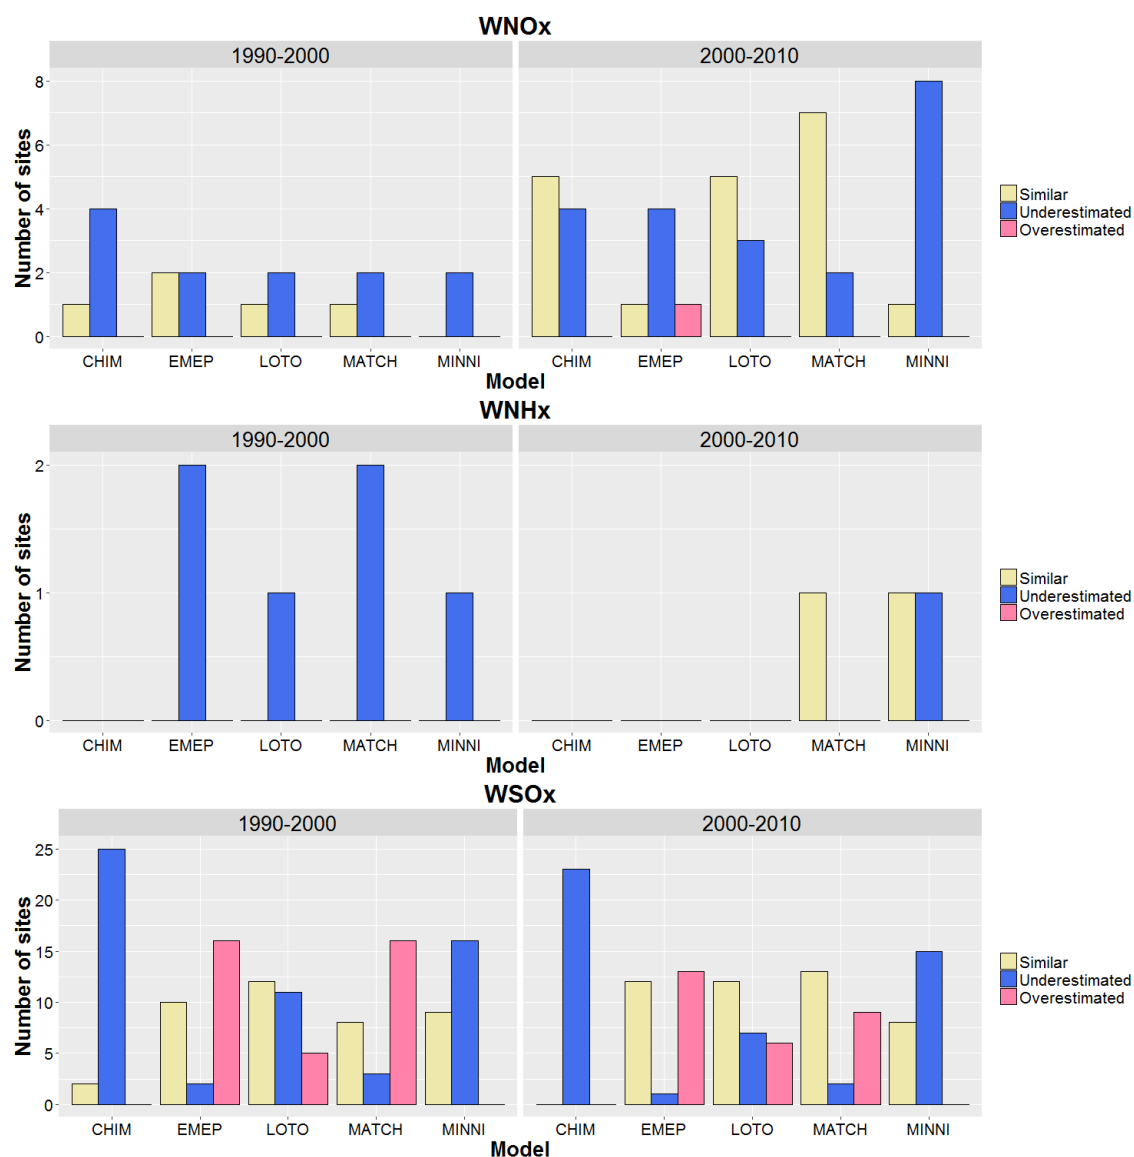 WNOx
1990-2000 2000-2010
Number of sites
8
6
4
2
0
CHIM EMEP LOTO MATCH MINNI CHIM EMEP LOTO MATCH MINNI
Model
Similar
Underestimated
Overestimated
WNHx
1990-2000 2000-2010
Number of sites
2
1
0
CHIM EMEP LOTO MATCH MINNI CHIM EMEP LOTO MATCH MINNI
Model
Similar
Underestimated
Overestimated
WSOx
1990-2000 2000-2010
Number of sites
25
20
15
10
5
0
CHIM EMEP LOTO MATCH MINNI CHIM EMEP LOTO MATCH MINNI
Model
Similar
Underestimated
Overestimated